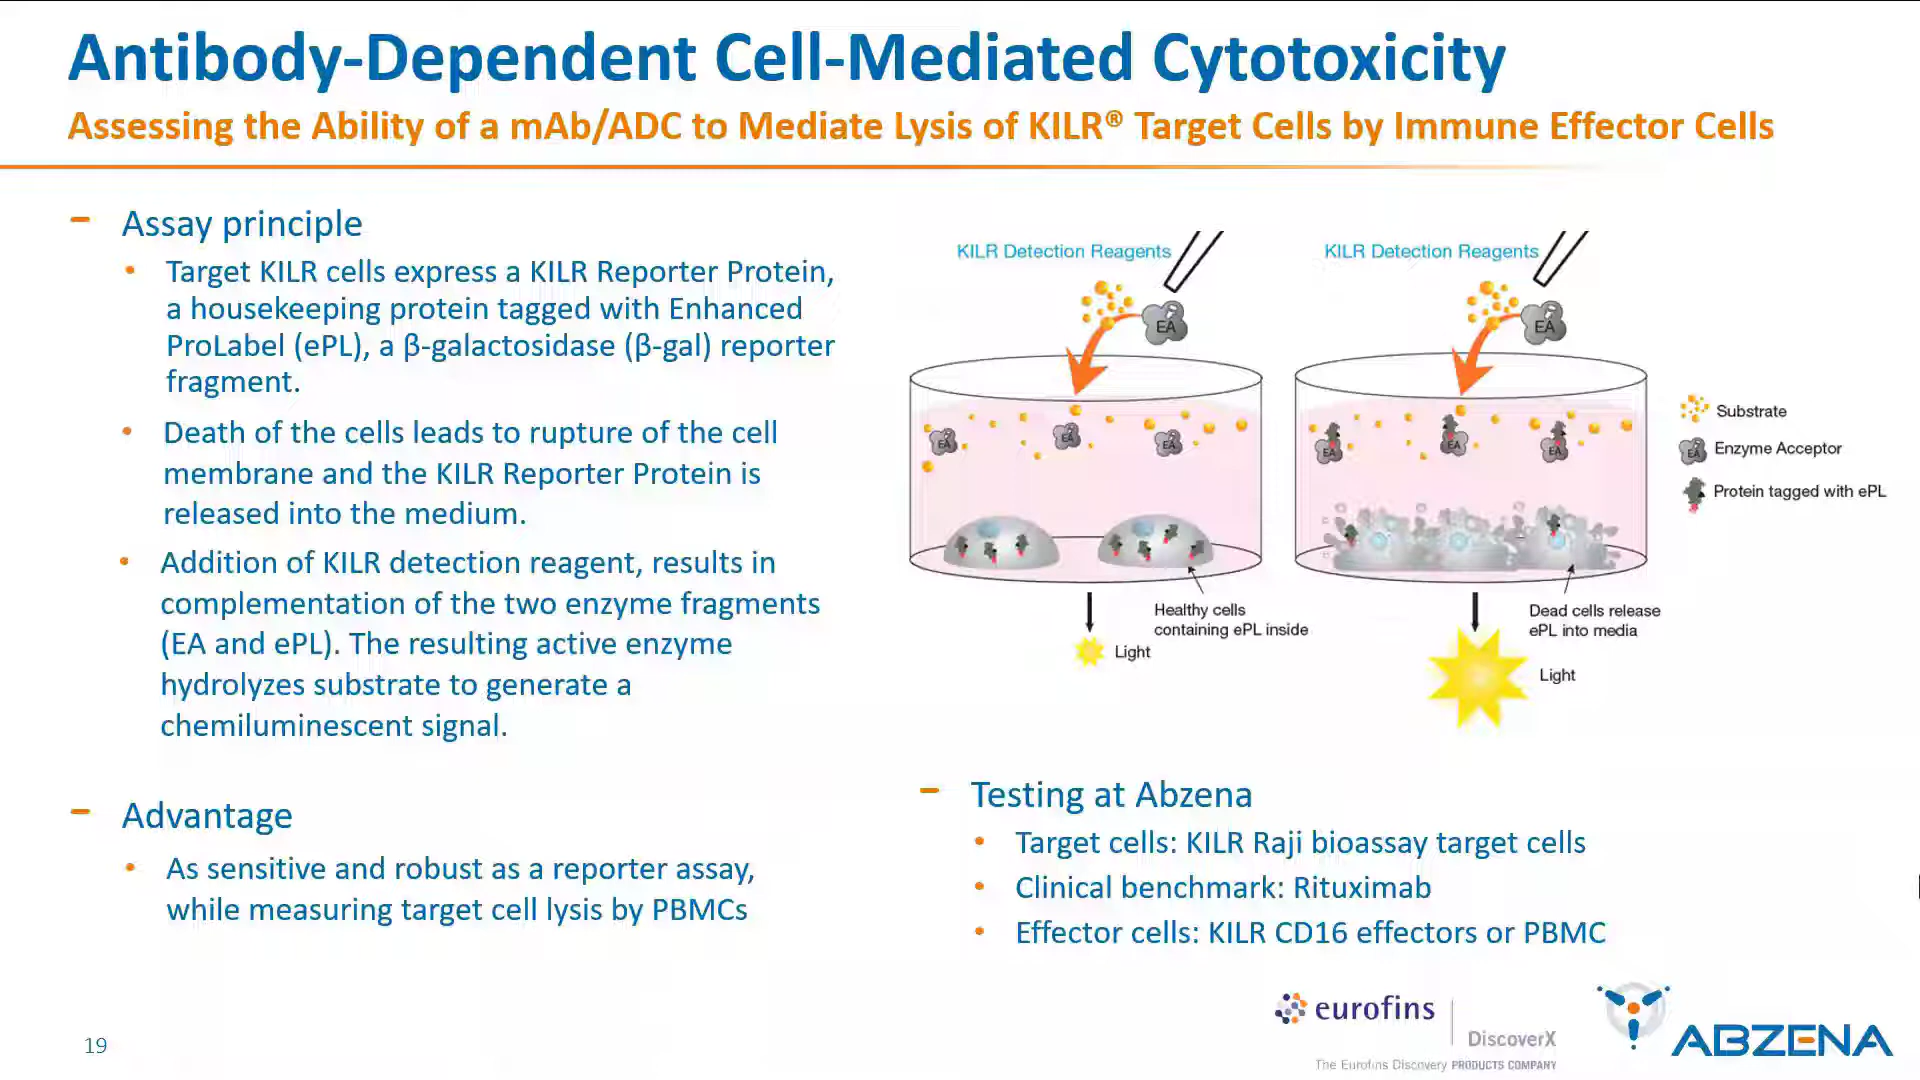 Antibody-Dependent Cell-Mediated Cytotoxicity
Assessing the Ability of a mAb/ADC to Mediate Lysis of KILR® Target Cells by Immune Effector Cells
Assay principle
Target KILR cells express a KILR Reporter Protein,
a housekeeping protein tagged with Enhanced
ProLabel (ePL), a β-galactosidase (β-gal) reporter
fragment.
Death of the cells leads to rupture of the cell
membrane and the KILR Reporter Protein is
released into the medium.
Addition of KILR detection reagent, results in
complementation of the two enzyme fragments
(EA and ePL). The resulting active enzyme
hydrolyzes substrate to generate a
chemiluminescent signal.
Advantage
As sensitive and robust as a reporter assay,
while measuring target cell lysis by PBMCs
KILR Detection Reagents
EA
EA
EA
EA
Healthy cells
containing ePL inside
Light
KILR Detection Reagents
EA
EA
EA
EA
Dead cells release
ePL into media
Light
Substrate
EA
Enzyme Acceptor
Protein tagged with ePL
Testing at Abzena
Target cells: KILR Raji bioassay target cells
Clinical benchmark: Rituximab
Effector cells: KILR CD16 effectors or PBMC
eurofins
DiscoverX
The Eurofins Discovery PRODUCTS COMPANY
ABZENA
19